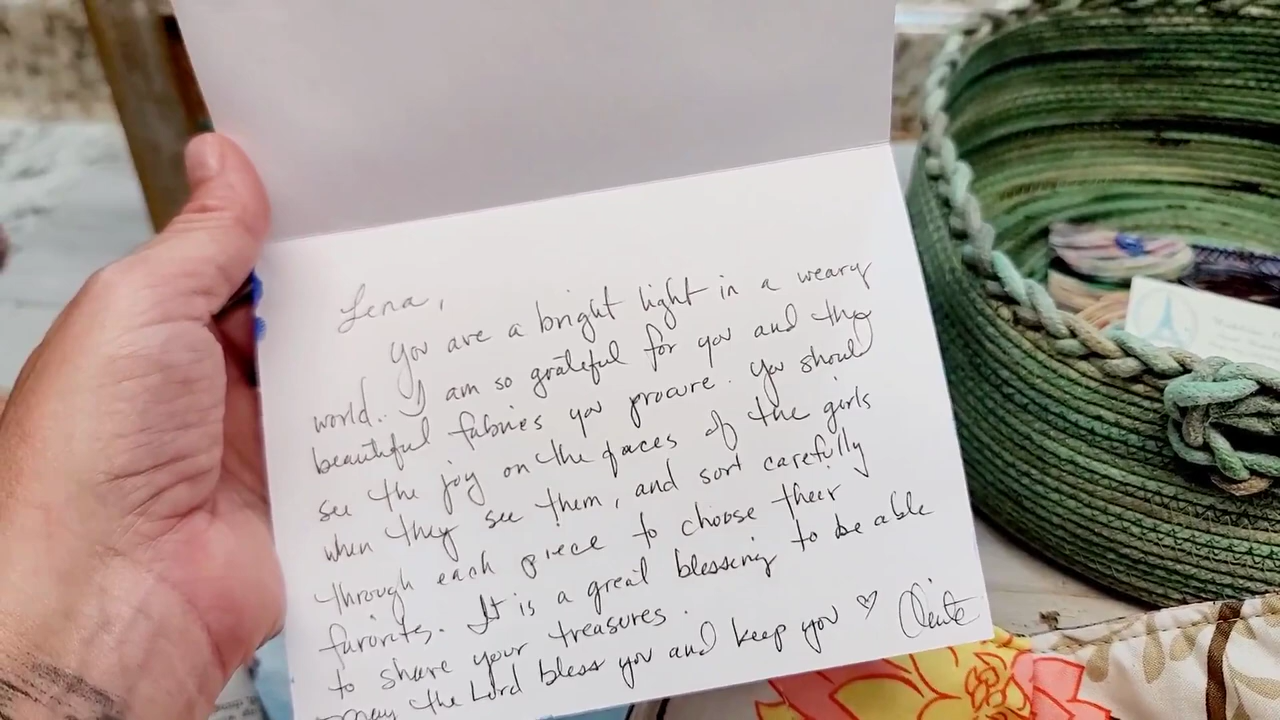 Lena,
You are a bright light in a weary
world. I am so grateful for you and the
beautiful fabrics you procure. You should
see the joy on the faces of the girls
when they see them, and sort carefully
through each piece to choose their
favorites. It is a great blessing to be able
to share your treasures.
May the Lord bless you and keep you ♡